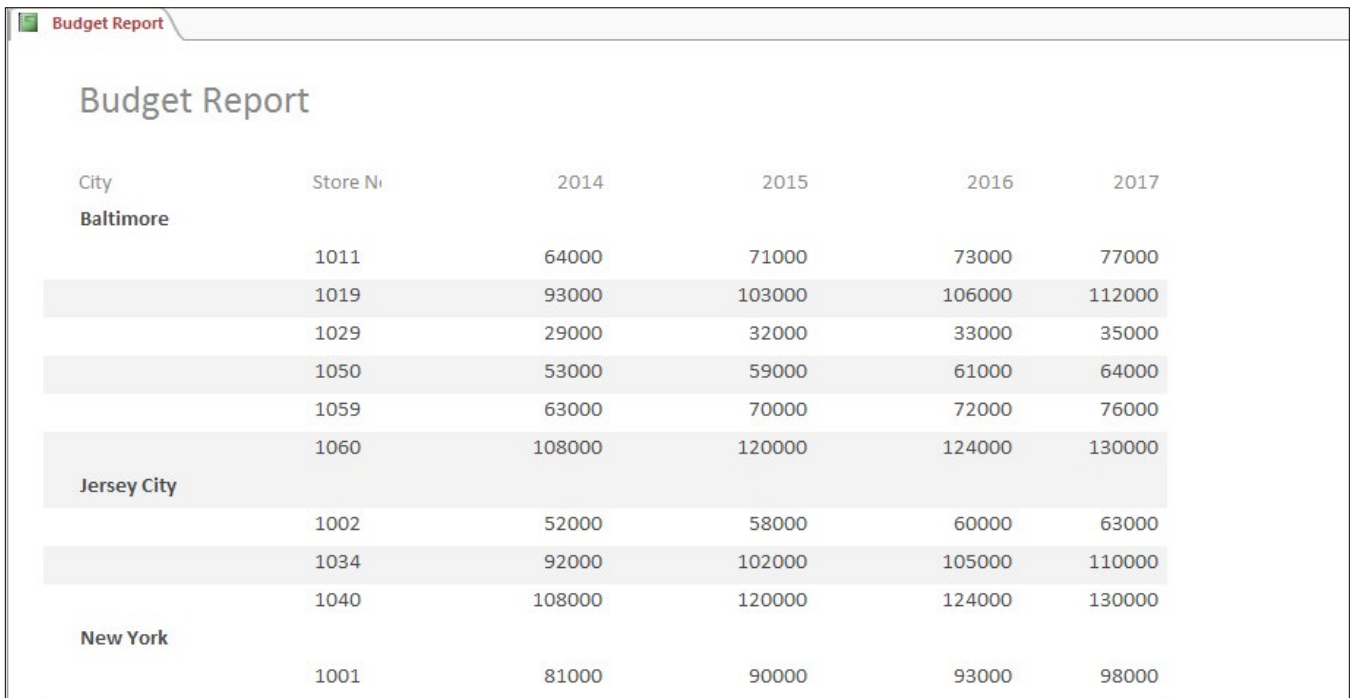 Budget Report
Budget Report
City Store 2014 2015 2016 2017
Baltimore
1011 64000 71000 73000 77000
1019 93000 103000 106000 112000
1029 29000 32000 33000 35000
1050 53000 59000 61000 64000
1059 63000 70000 72000 76000
1060 108000 120000 124000 130000
Jersey City
1002 52000 58000 60000 63000
1034 92000 102000 105000 110000
1040 108000 120000 124000 130000
New York
1001 81000 90000 93000 98000